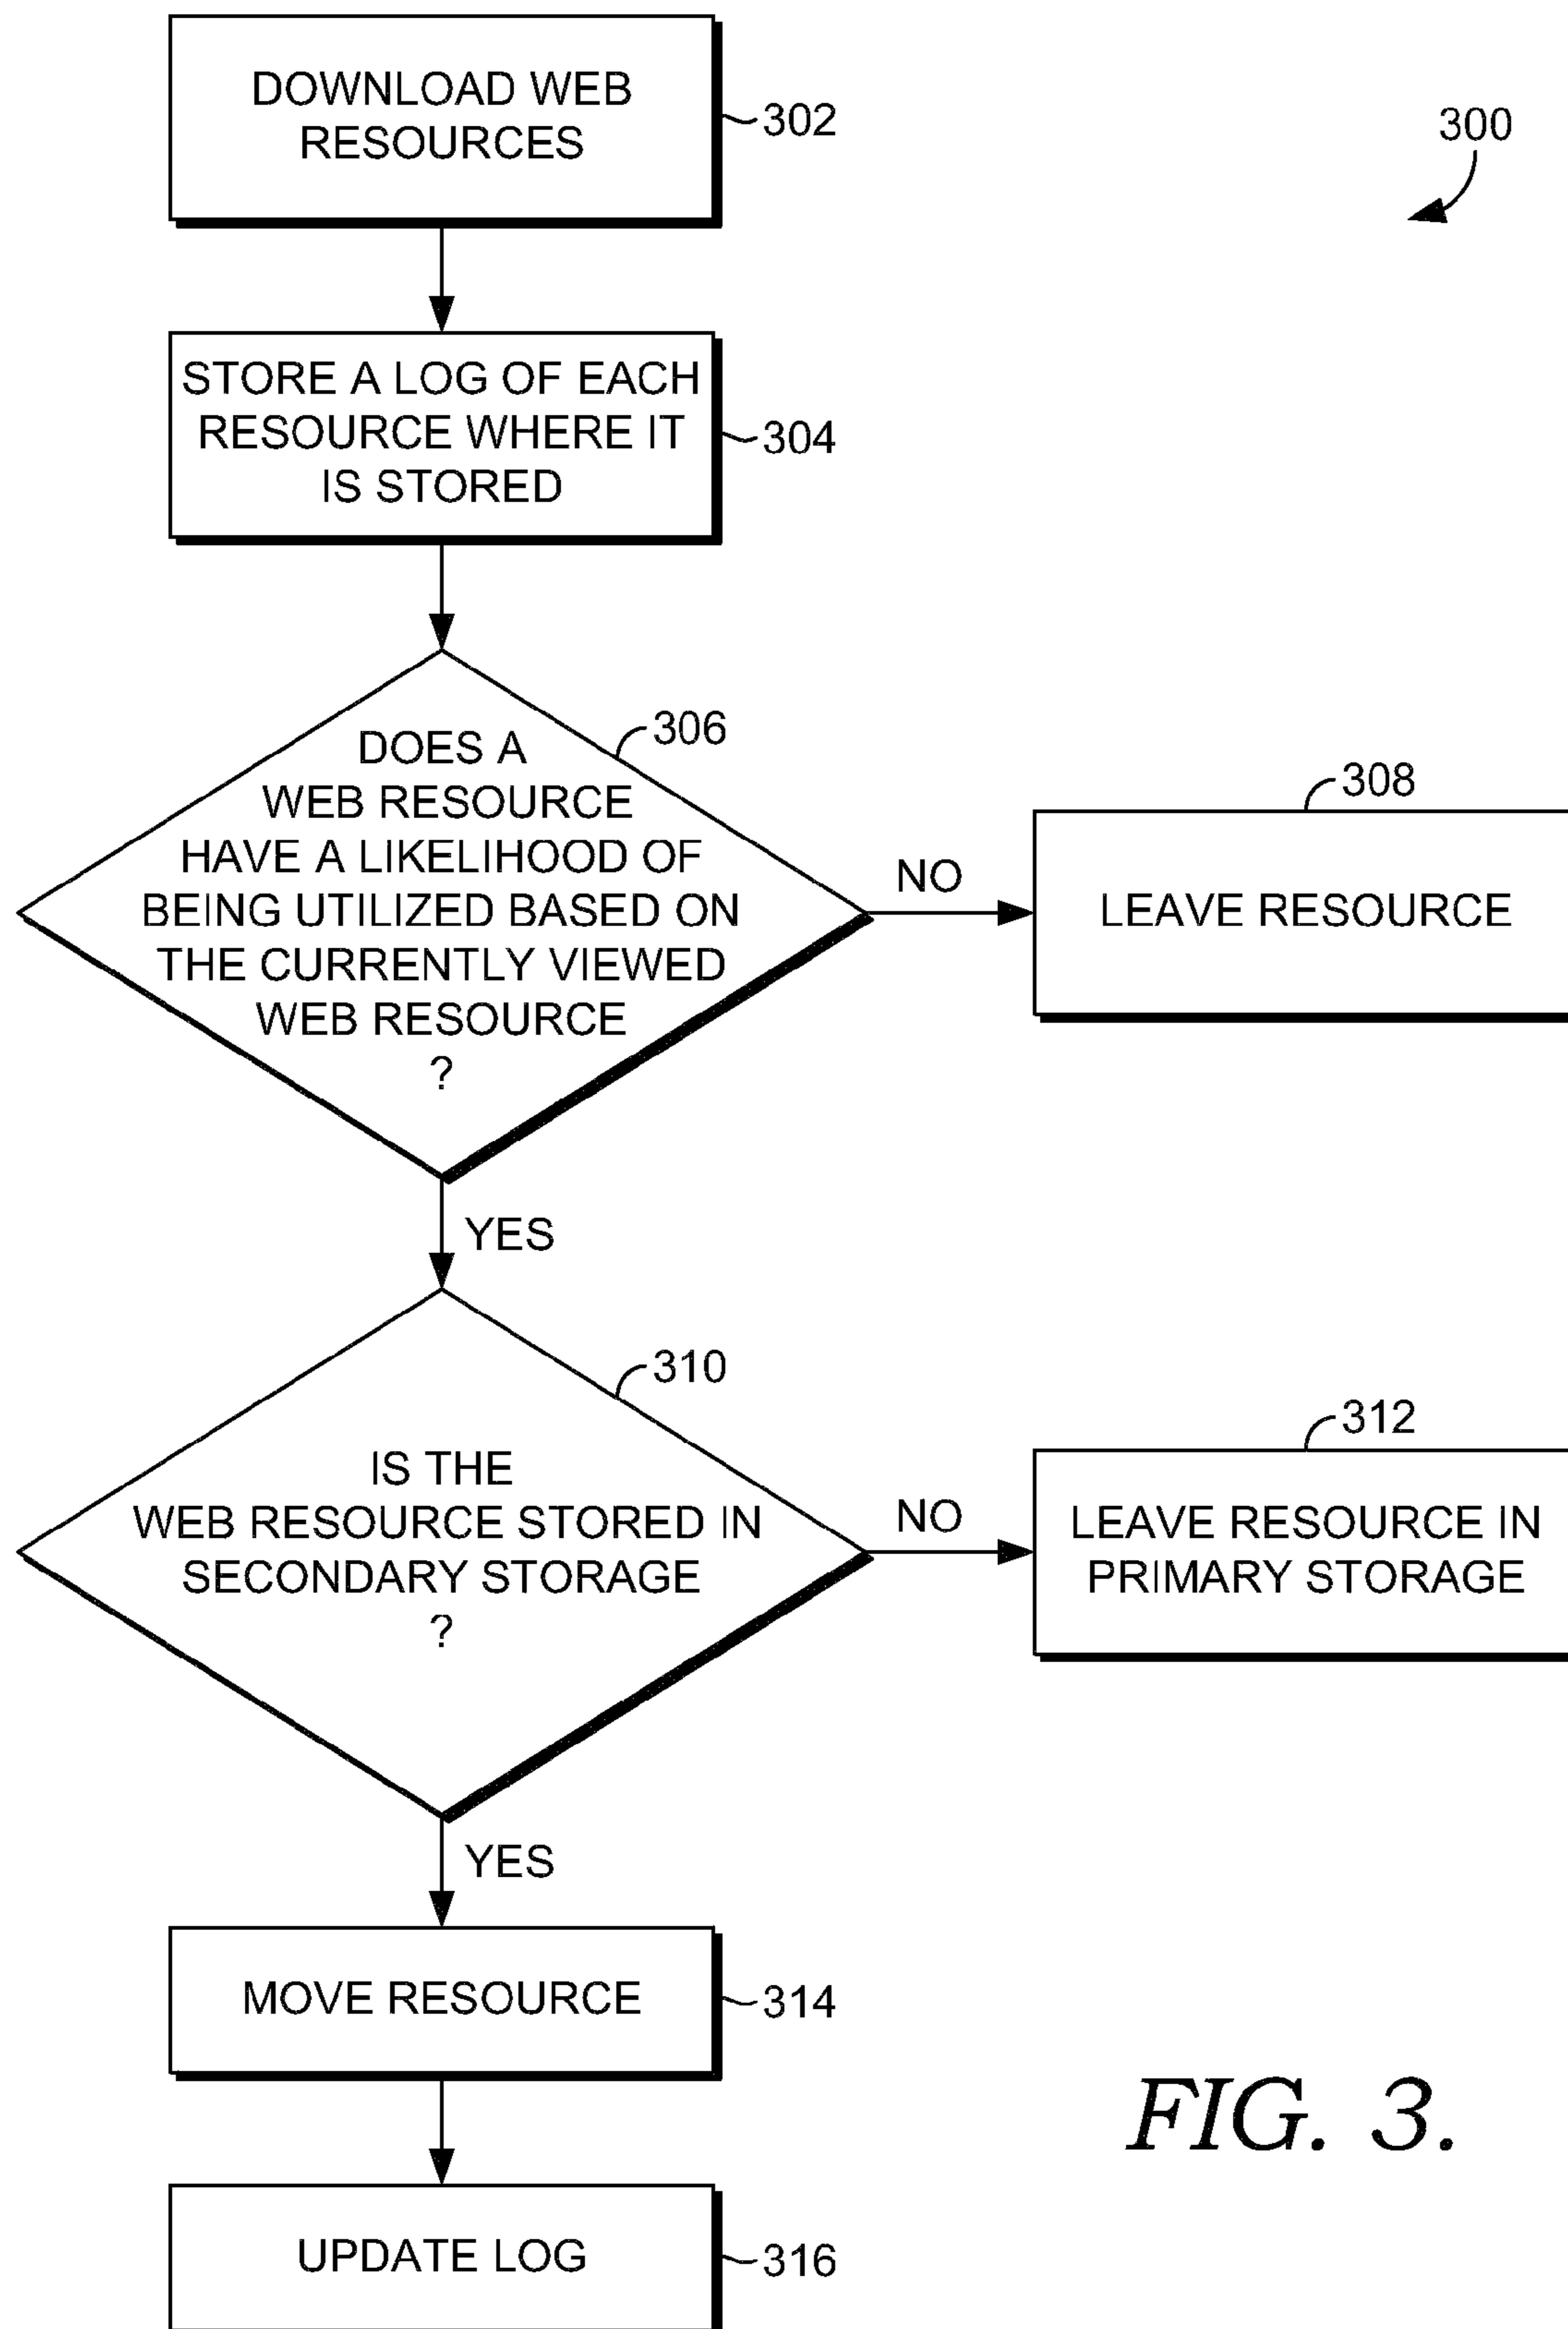 DOWNLOAD WEB
RESOURCES
302
300
STORE A LOG OF EACH
RESOURCE WHERE IT
IS STORED
304
306
DOES A
WEB RESOURCE
HAVE A LIKELIHOOD OF
BEING UTILIZED BASED ON
THE CURRENTLY VIEWED
WEB RESOURCE
?
NO
308
LEAVE RESOURCE
YES
310
IS THE
WEB RESOURCE STORED IN
SECONDARY STORAGE
?
NO
312
LEAVE RESOURCE IN
PRIMARY STORAGE
YES
MOVE RESOURCE
314
UPDATE LOG
316
FIG. 3.